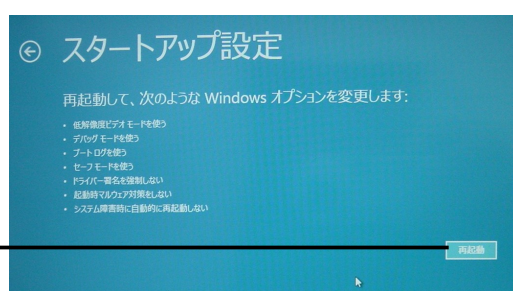 スタートアップ設定
再起動して、次のような Windows オプションを変更します:
• 低解像度ビデオ モードを使う
• デバッグ モードを使う
• ブート ログを使う
• セーフ モードを使う
• ドライバー署名を強制しない
• 起動時マルウェア対策をしない
• システム障害時に自動的に再起動しない
再起動